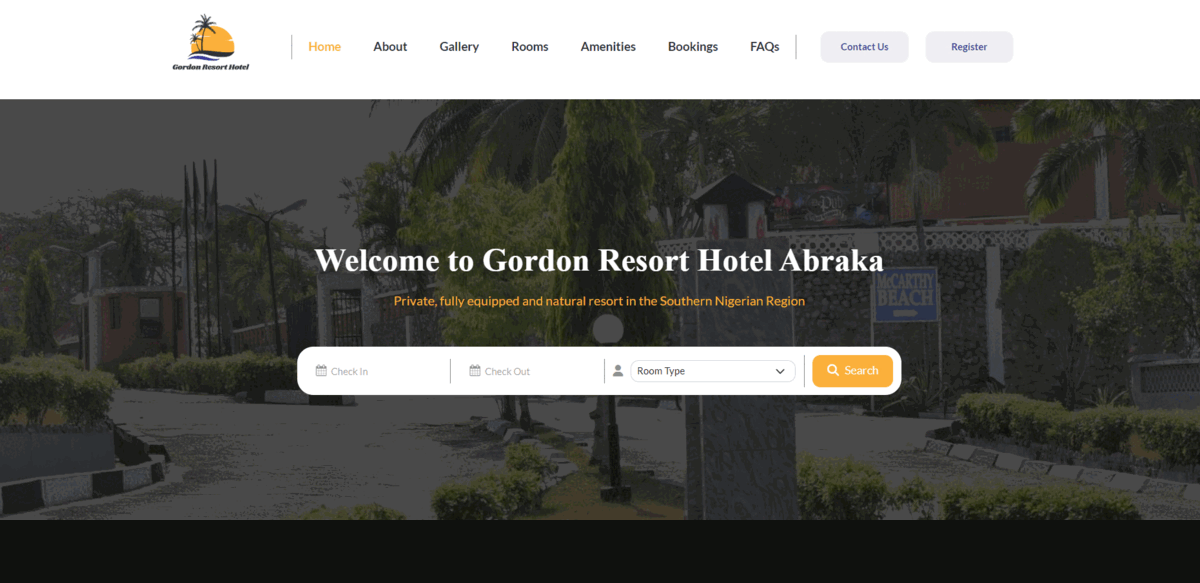 Gordon Resort Hotel
Home
About
Gallery
Rooms
Amenities
Bookings
FAQs
Contact Us
Register
Welcome to Gordon Resort Hotel Abraka
Private, fully equipped and natural resort in the Southern Nigerian Region
McCARTHY
BEACH
Check In
Check Out
Room Type
Search